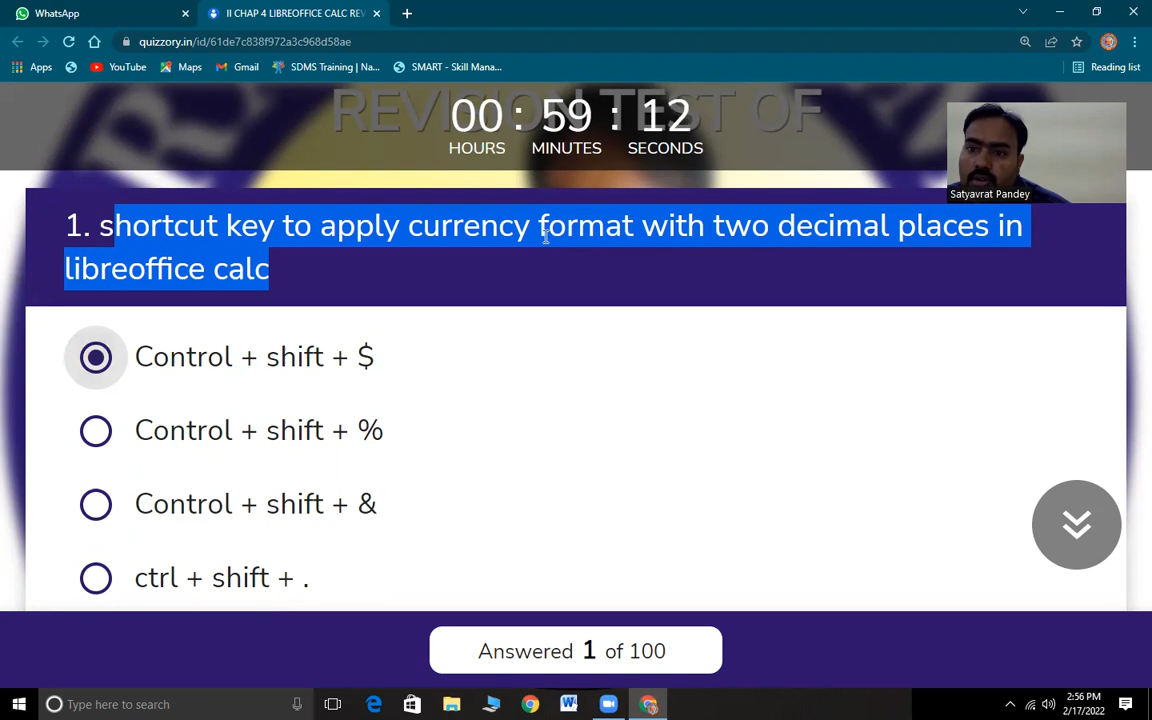 WhatsApp
II CHAP 4 LIBREOFFICE CALC REV
quizzory.in/id/61de7c838f972a3c968d58ae
Apps
YouTube
Maps
Gmail
SDMS Training | Na...
SMART - Skill Mana...
Reading list
REVISION TEST OF
00 : 59 : 12
HOURS MINUTES SECONDS
Satyavrat Pandey
1. shortcut key to apply currency format with two decimal places in
libreoffice calc
Control + shift + $
Control + shift + %
Control + shift + &
ctrl + shift + .
Answered 1 of 100
Type here to search
2:56 PM
2/17/2022